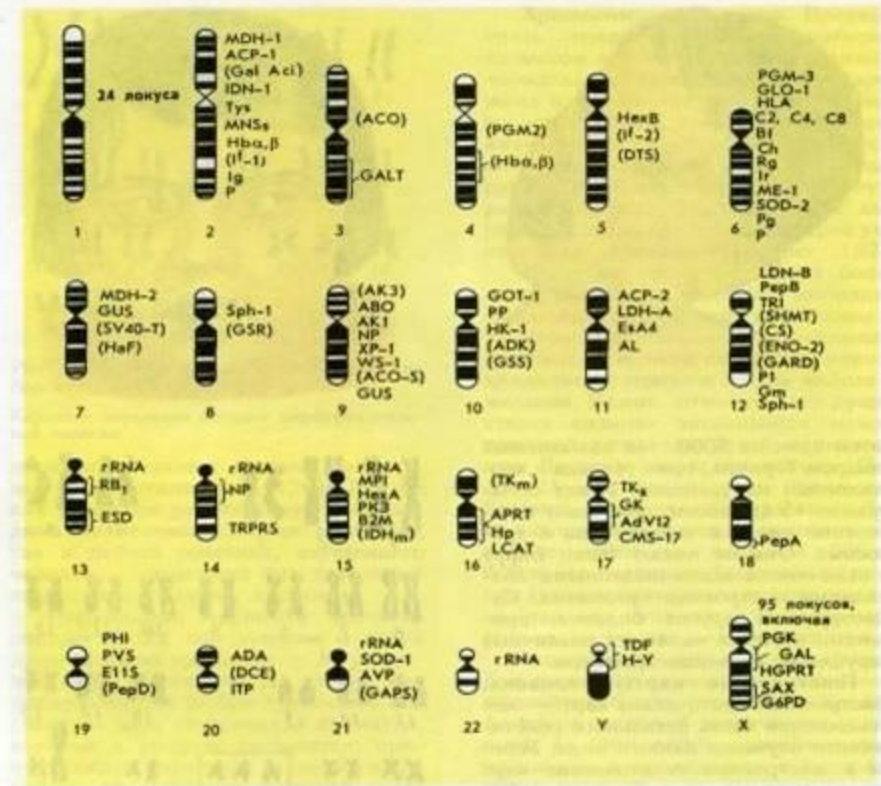 24 локуса
1
MDH-1
ACP-1
(Gal Aci)
IDN-1
Tys
MNSs
Hbα,β
(If-1)
Ig
P
2
(ACO)
GALT
3
(PGM2)
(Hbα,β)
4
HexB
(If-2)
(DTS)
5
PGM-3
GLO-1
HLA
C2, C4, C8
Bf
Ch
Rg
Ir
ME-1
SOD-2
Pg
P
6
MDH-2
GUS
(SV40-T)
(HaF)
7
Sph-1
(GSR)
8
(AK3)
ABO
AK1
NP
XP-1
WS-1
(ACO-S)
GUS
9
GOT-1
PP
HK-1
(ADK)
(GSS)
10
ACP-2
LDH-A
EsA4
AL
11
LDN-B
PepB
TRI
(SHMT)
(CS)
(ENO-2)
(GARD)
P1
Gm
Sph-1
12
rRNA
RB1
ESD
13
rRNA
NP
TRPRS
14
rRNA
MPI
HexA
PK3
B2M
(IDHm)
15
(TKm)
APRT
Hp
LCAT
16
TKs
GK
AdV12
CMS-17
17
PepA
18
PHI
PVS
E11S
(PepD)
19
ADA
(DCE)
ITP
20
rRNA
SOD-1
AVP
(GAPS)
21
rRNA
22
TDF
H-Y
Y
95 локусов,
включая
PGK
GAL
HGPRT
SAX
G6PD
X